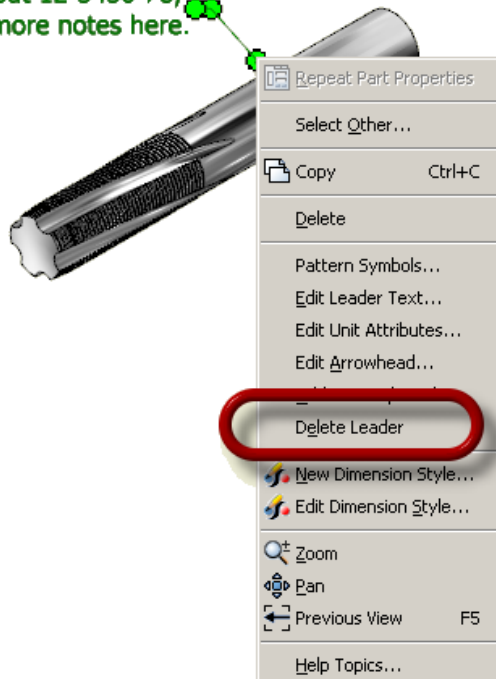 more notes here.
Repeat Part Properties
Select Other...
Copy Ctrl+C
Delete
Pattern Symbols...
Edit Leader Text...
Edit Unit Attributes...
Edit Arrowhead...
Delete Leader
New Dimension Style...
Edit Dimension Style...
Zoom
Pan
Previous View F5
Help Topics...